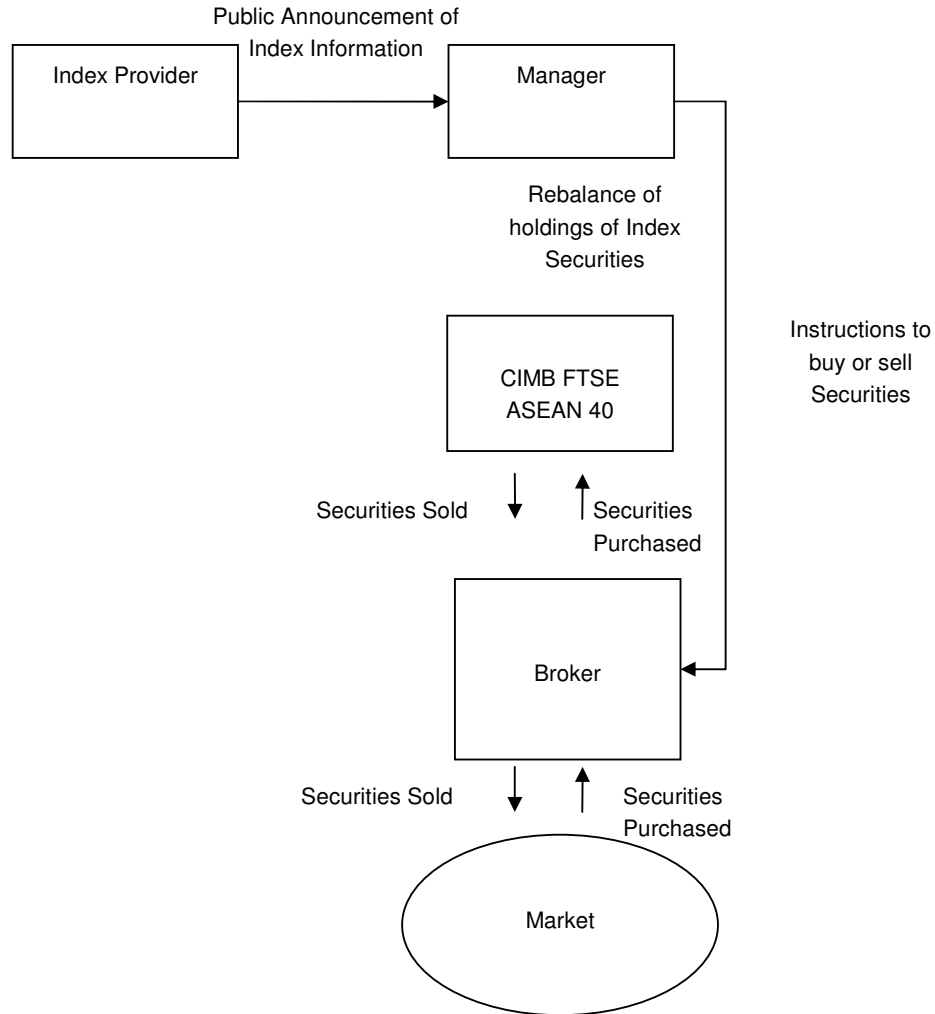 Public Announcement of
Index Information
Index Provider
Manager
Rebalance of
holdings of Index
Securities
Instructions to
buy or sell
Securities
CIMB FTSE
ASEAN 40
Securities Sold
Securities
Purchased
Broker
Securities Sold
Securities
Purchased
Market